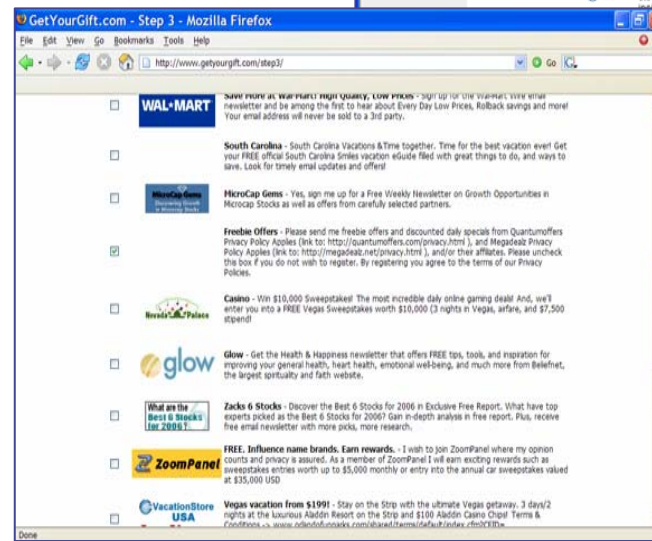 GetYourGift.com - Step 3 - Mozilla Firefox
File Edit View Go Bookmarks Tools Help
http://www.getyourgift.com/step3/
Go
WAL★MART
Save More at Wal-Mart! High Quality, Low Prices - Sign up for the Wal-Mart Wire email
newsletter and be among the first to hear about Every Day Low Prices, Rollback savings and more!
Your email address will never be sold to a 3rd party.
South Carolina - South Carolina Vacations &Time together. Time for the best vacation ever! Get
your FREE official South Carolina Smiles vacation eGuide filled with great things to do, and ways to
save. Look for timely email updates and offers!
MicroCap Gems
Discovering Growth
in Microcap Stocks
MicroCap Gems - Yes, sign me up for a Free Weekly Newsletter on Growth Opportunities in
Microcap Stocks as well as offers from carefully selected partners.
Freebie Offers - Please send me freebie offers and discounted daily specials from Quantumoffers
Privacy Policy Applies (link to: http://quantumoffers.com/privacy.html ), and Megadealz Privacy
Policy Applies (link to: http://megadealz.net/privacy.html ), and/or their affiliates. Please uncheck
this box if you do not wish to register. By registering you agree to the terms of our Privacy
Policies.
Nevada Palace
Casino - Win $10,000 Sweepstakes! The most incredible daily online gaming deals! And, we'll
enter you into a FREE Vegas Sweepstakes worth $10,000 (3 nights in Vegas, airfare, and $7,500
stipend!
glow
Glow - Get the Health & Happiness newsletter that offers FREE tips, tools, and inspiration for
improving your general health, heart health, emotional well-being, and much more from Beliefnet,
the largest spirituality and faith website.
What are the
Best 6 Stocks
for 2006?
Zacks 6 Stocks - Discover the Best 6 Stocks for 2006 in Exclusive Free Report. What have top
experts picked as the Best 6 Stocks for 2006? Gain in-depth analysis in free report. Plus, receive
free email newsletter with more picks, more research.
ZoomPanel
FREE. Influence name brands. Earn rewards. - I wish to join ZoomPanel where my opinion
counts and privacy is assured. As a member of ZoomPanel I will earn exciting rewards such as
sweepstakes entries worth up to $5,000 monthly or entry into the annual car sweepstakes valued
at $35,000 USD
VacationStore
USA
Vegas vacation from $199! - Stay on the Strip with the ultimate Vegas getaway. 3 days/2
nights at the luxurious Aladdin Resort on the Strip and $100 Aladdin Casino Chips! Terms &
Conditions -> www.orlandofunparks.com/shared/terms/default/index.cfm?CEID=
Done